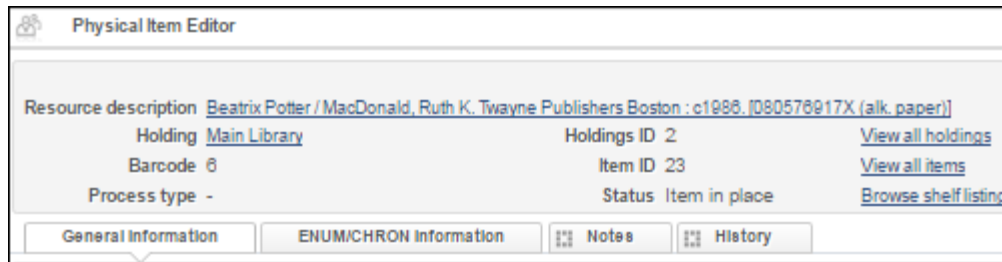 Physical Item Editor
Resource description Beatrix Potter / MacDonald, Ruth K. Twayne Publishers Boston : c1986. [080576917X (alk. paper)]
Holding Main Library Holdings ID 2 View all holdings
Barcode 6 Item ID 23 View all items
Process type - Status Item in place Browse shelf listing
General Information ENUM/CHRON Information Notes History